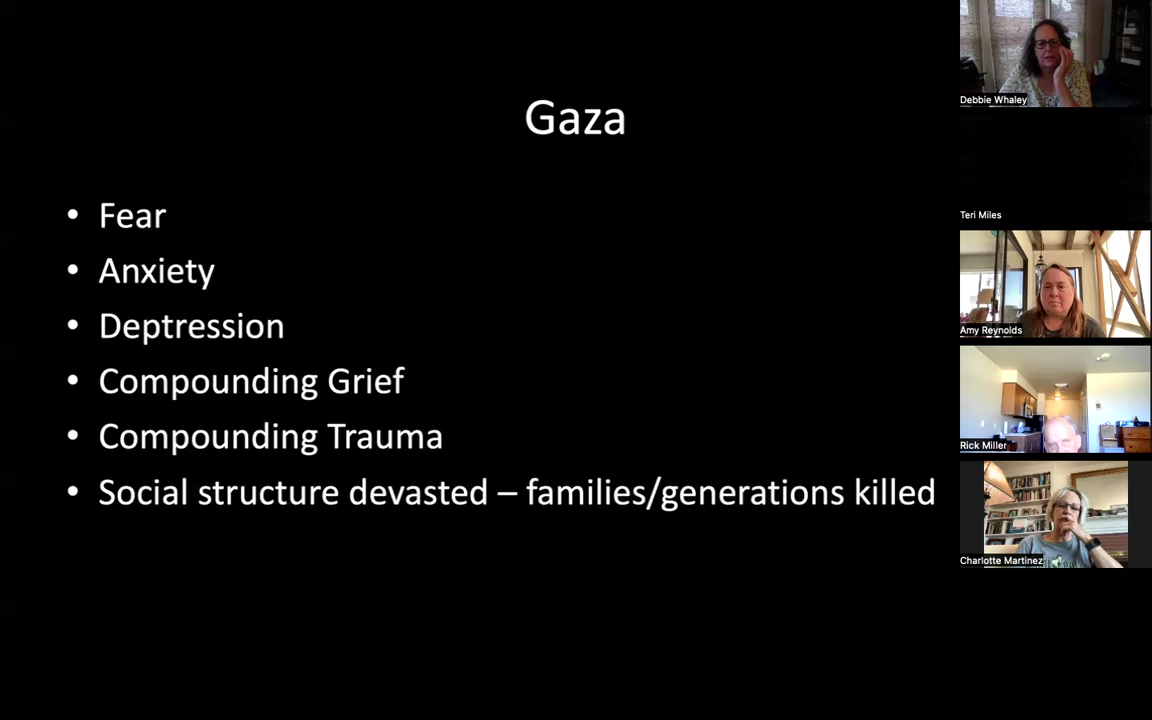 Gaza
• Fear
• Anxiety
• Deptression
• Compounding Grief
• Compounding Trauma
• Social structure devasted – families/generations killed
Debbie Whaley
Teri Miles
Amy Reynolds
Rick Miller
Charlotte Martinez